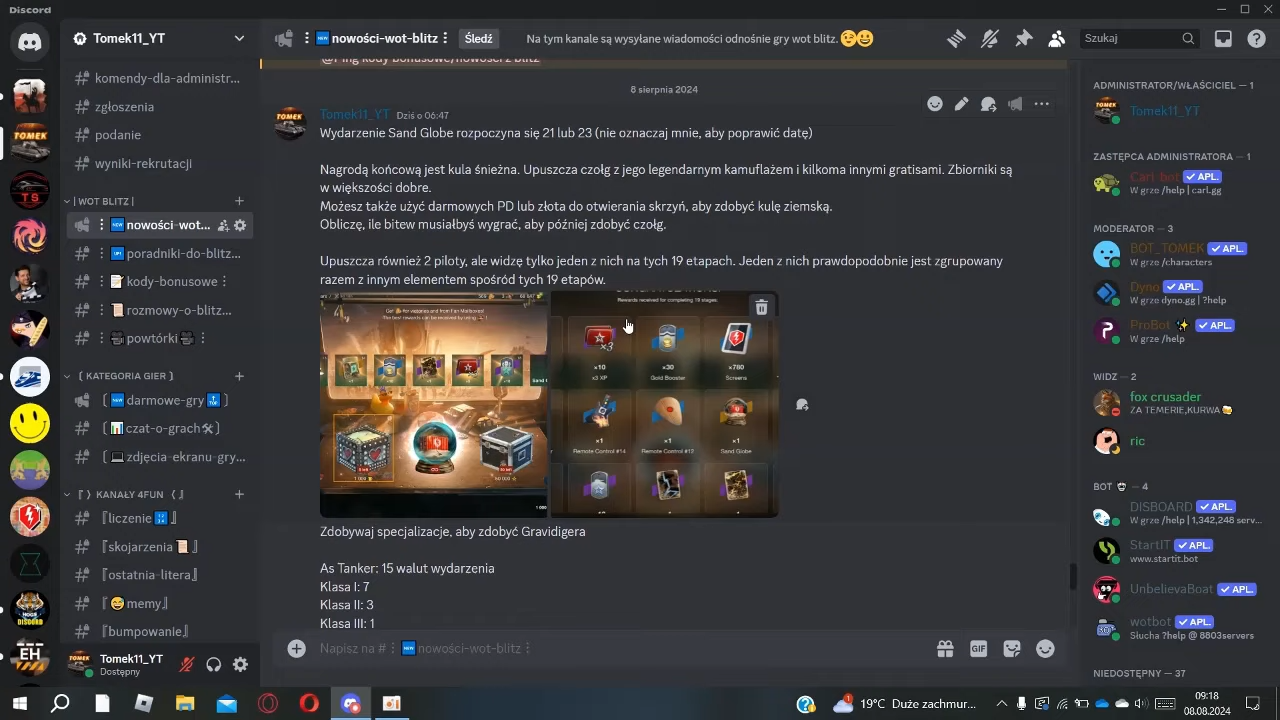 Discord
Tomek11_YT
komendy-dla-administr...
zgłoszenia
podanie
wyniki-rekrutacji
| WOT BLITZ |
nowości-wot...
poradniki-do-blitz...
kody-bonusowe
rozmowy-o-blitz...
powtórki
( KATEGORIA GIER )
( darmowe-gry )
( czat-o-grach )
( zdjęcia-ekranu-gry...
KANAŁY 4FUN
『liczenie』
『skojarzenia』
『ostatnia-litera』
『memy』
『bumpowanie』
Tomek11_YT
Dostępny
nowości-wot-blitz
Śledź
Na tym kanale są wysyłane wiadomości odnośnie gry wot blitz.
Szukaj
8 sierpnia 2024
Tomek11_YT Dziś o 06:47
Wydarzenie Sand Globe rozpoczyna się 21 lub 23 (nie oznaczaj mnie, aby poprawić datę)
Nagrodą końcową jest kula śnieżna. Upuszcza czołg z jego legendarnym kamuflażem i kilkoma innymi gratisami. Zbiorniki są
w większości dobre.
Możesz także użyć darmowych PD lub złota do otwierania skrzyń, aby zdobyć kulę ziemską.
Obliczę, ile bitew musiałbyś wygrać, aby później zdobyć czołg.
Upuszcza również 2 piloty, ale widzę tylko jeden z nich na tych 19 etapach. Jeden z nich prawdopodobnie jest zgrupowany
razem z innym elementem spośród tych 19 etapów.
Rewards received for completing 19 stages:
x10
x3 XP
x30
Gold Booster
x780
Screens
x1
Remote Control #14
x1
Remote Control #12
x1
Sand Globe
Zdobywaj specjalizacje, aby zdobyć Gravidigera
As Tanker: 15 walut wydarzenia
Klasa I: 7
Klasa II: 3
Klasa III: 1
Napisz na # nowości-wot-blitz
GIF
ADMINISTRATOR/WŁAŚCICIEL — 1
Tomek11_YT
ZASTĘPCA ADMINISTRATORA — 1
Carl-bot APL.
W grze /help | carl.gg
MODERATOR — 3
BOT_TOMEK APL.
W grze /characters
Dyno APL.
W grze dyno.gg | ?help
ProBot APL.
W grze /help
WIDZ — 2
fox crusader
ZA TEMERIE,KURWA
ric
BOT — 4
DISBOARD APL.
W grze /help | 1,342,248 serw...
StartIT APL.
www.startit.bot
UnbelievaBoat APL.
wotbot APL.
Słucha ?help @ 8803servers
NIEDOSTĘPNY — 37
19°C Duże zachmur...
09:18
08.08.2024